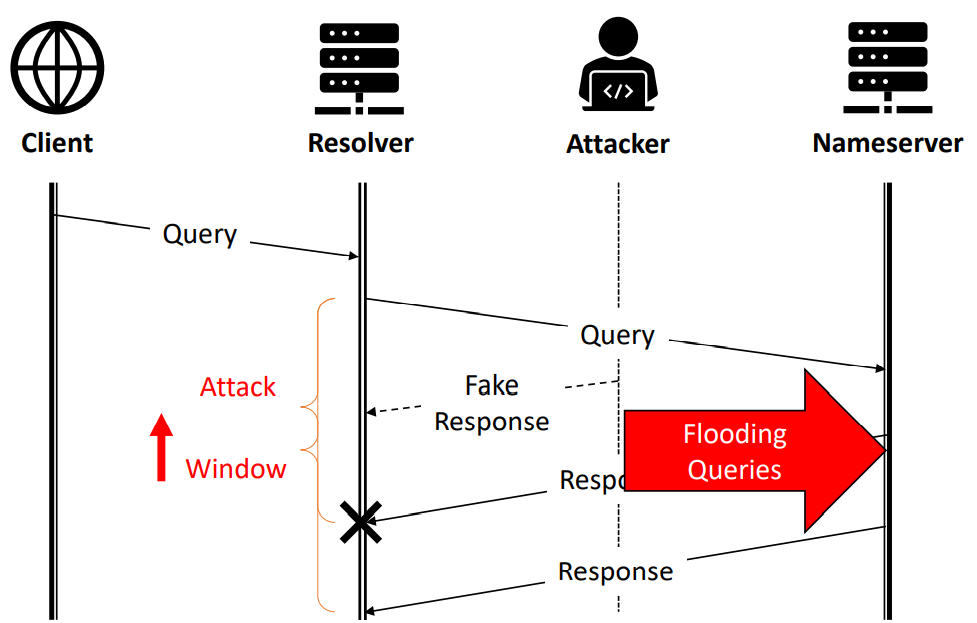 Client
Resolver
Attacker
Nameserver
</>
Query
Query
Attack
Fake
Response
Flooding
Queries
Window
Response